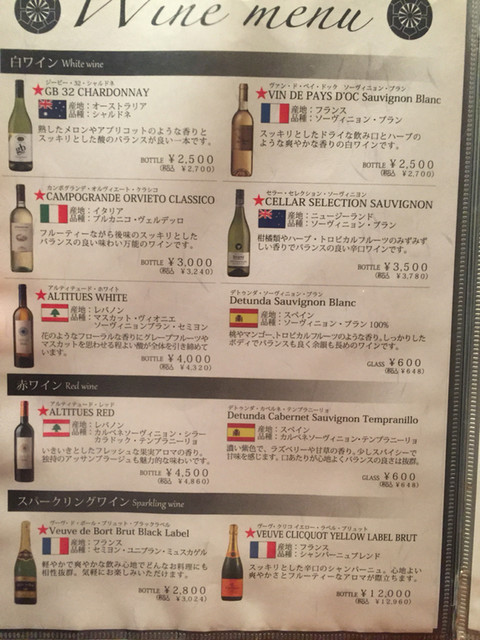 Wine menu
白ワイン White wine
ジービー・32・シャルドネ
★GB 32 CHARDONNAY
産地：オーストラリア
品種：シャルドネ
熟したメロンやアプリコットのような香りと
スッキリとした酸のバランスが良い一本です。
BOTTLE ¥2,500
(税込 ¥2,700)
ヴァン・ド・ペイ・ドック ソーヴィニョン・ブラン
★VIN DE PAYS D'OC Sauvignon Blanc
産地：フランス
品種：ソーヴィニョン・ブラン
スッキリとしたドライな飲み口とハーブの
ような爽やかな香りの白ワインです。
BOTTLE ¥2,500
(税込 ¥2,700)
カンポグランデ・オルヴィエート・クラシコ
★CAMPOGRANDE ORVIETO CLASSICO
産地：イタリア
品種：プルカニコ・ヴェルデッロ
フルーティーながら後味のスッキリとした
バランスの良い味わい万能のワインです。
BOTTLE ¥3,000
(税込 ¥3,240)
セラー・セレクション・ソーヴィニョン
★CELLAR SELECTION SAUVIGNON
産地：ニュージーランド
品種：ソーヴィニョン・ブラン
柑橘類やハーブ・トロピカルフルーツのみずみず
しい香りでバランスの良い辛口ワインです。
BOTTLE ¥3,500
(税込 ¥3,780)
アルティテュード・ホワイト
★ALTITUES WHITE
産地：レバノン
品種：マスカット・ヴィオニエ
ソーヴィニョンブラン・セミヨン
花のようなフローラルな香りにグレープフルーツや
マスカットを思わせる程よい酸が全体を引き締めて
います。
BOTTLE ¥4,000
(税込 ¥4,320)
デトゥンダ・ソーヴィニョン・ブラン
Detunda Sauvignon Blanc
産地：スペイン
品種：ソーヴィニョン・ブラン 100%
桃やマンゴー、トロピカルフルーツのような香り。しっかりした
ボディでバランスも良く余韻も長めのワインです。
GLASS ¥600
(税込 ¥648)
赤ワイン Red wine
アルティテュード・レッド
★ALTITUES RED
産地：レバノン
品種：カルベネソーヴィニョン・シラー
カラドック・テンプラニーリョ
いきいきとしたフレッシュな果実アロマの香り。
独特のアッサンブラージュも魅力的な味わいです。
BOTTLE ¥4,500
(税込 ¥4,860)
デトゥンダ・カベルネ・テンプラニーリョ
Detunda Cabernet Sauvignon Tempranillo
産地：スペイン
品種：カルベソーヴィニョン・テンプラニーリョ
濃い紫色で、ラズベリーや甘草の香り。少しスパイシーで
甘味を感じます。口あたりが心地よくバランスの良さは抜群。
GLASS ¥600
(税込 ¥648)
スパークリングワイン Sparkling wine
ヴーヴ・ド・ボール・ブリュット・ブラックラベル
★Veuve de Bort Brut Black Label
産地：フランス
品種：セミヨン・ユニブラン・ミュスカデル
軽やかで爽やかな飲み心地でどんなお料理にも
相性抜群。気軽にお楽しみいただけます。
BOTTLE ¥2,800
(税込 ¥3,024)
ヴーヴ・クリコ イエロー・ラベル・ブリュット
★VEUVE CLICQUOT YELLOW LABEL BRUT
産地：フランス
品種：シャンパーニュブレンド
スッキリとした辛口のシャンパーニュ。心地よい
爽やかさとフルーティーなアロマが際立ちます。
BOTTLE ¥12,000
(税込 ¥12,960)